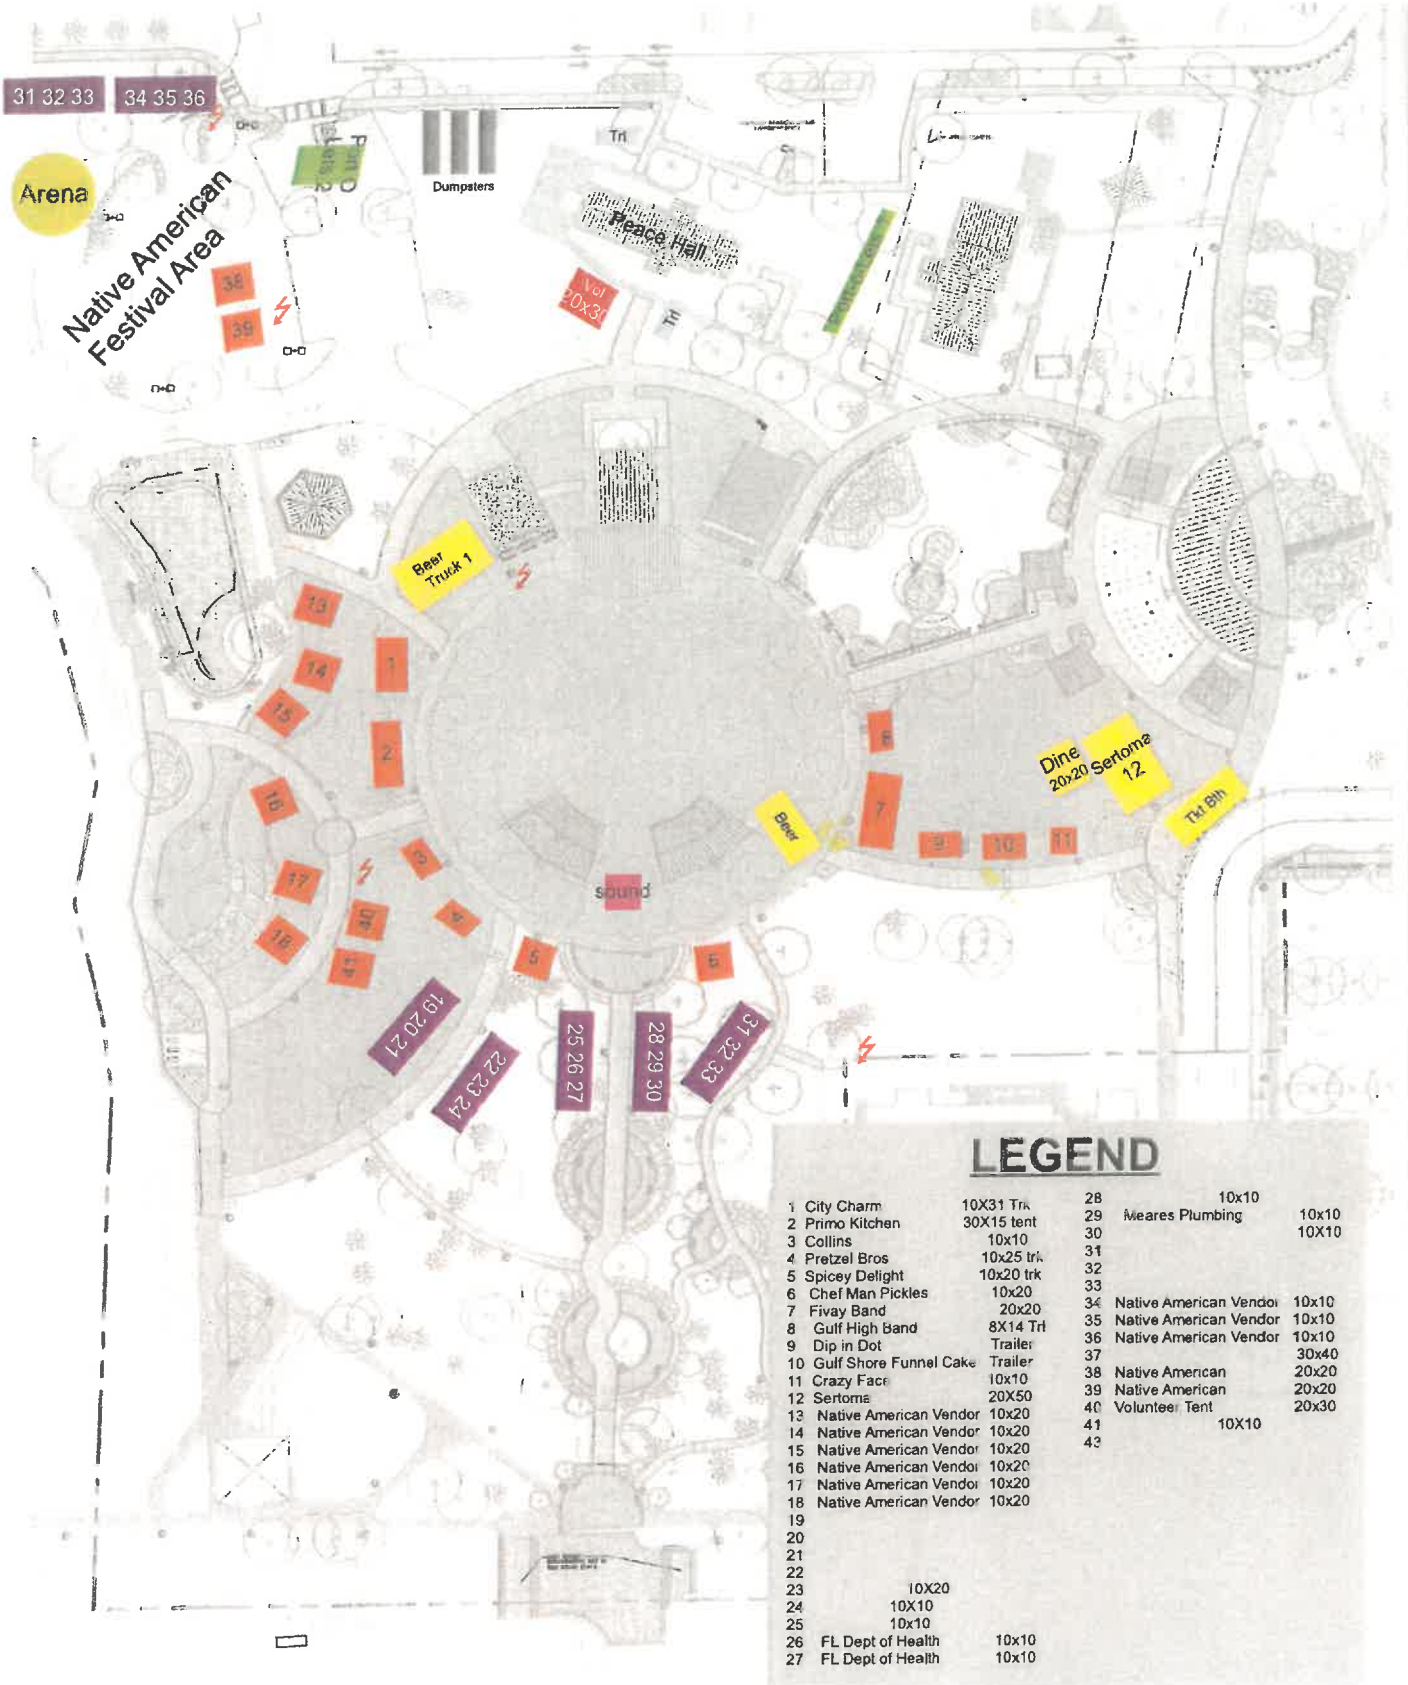 31 32 33
34 35 36
Arena
Native American
Festival Area
Port O
Lets 2
Dumpsters
Trl
Peace Hall
Vol
20x30
Trl
38
39
Beer
Truck 1
13
14
15
1
2
16
17
18
3
4
40
41
5
6
sound
Beer
8
7
9
10
11
Dine
20x20
Sertoma
12
Tkt Bth
19 20 21
22 23 24
25 26 27
28 29 30
31 32 33
LEGEND
1 City Charm 10X31 Trk
2 Primo Kitchen 30X15 tent
3 Collins 10x10
4 Pretzel Bros 10x25 trk
5 Spicey Delight 10x20 trk
6 Chef Man Pickles 10x20
7 Fivay Band 20x20
8 Gulf High Band 8X14 Trl
9 Dip in Dot Trailer
10 Gulf Shore Funnel Cake Trailer
11 Crazy Face 10x10
12 Sertoma 20X50
13 Native American Vendor 10x20
14 Native American Vendor 10x20
15 Native American Vendor 10x20
16 Native American Vendor 10x20
17 Native American Vendor 10x20
18 Native American Vendor 10x20
19
20
21
22
23 10X20
24 10X10
25 10x10
26 FL Dept of Health 10x10
27 FL Dept of Health 10x10
28 10x10
29 Meares Plumbing 10x10
30 10X10
31
32
33
34 Native American Vendor 10x10
35 Native American Vendor 10x10
36 Native American Vendor 10x10
37 30x40
38 Native American 20x20
39 Native American 20x20
40 Volunteer Tent 20x30
41 10X10
43